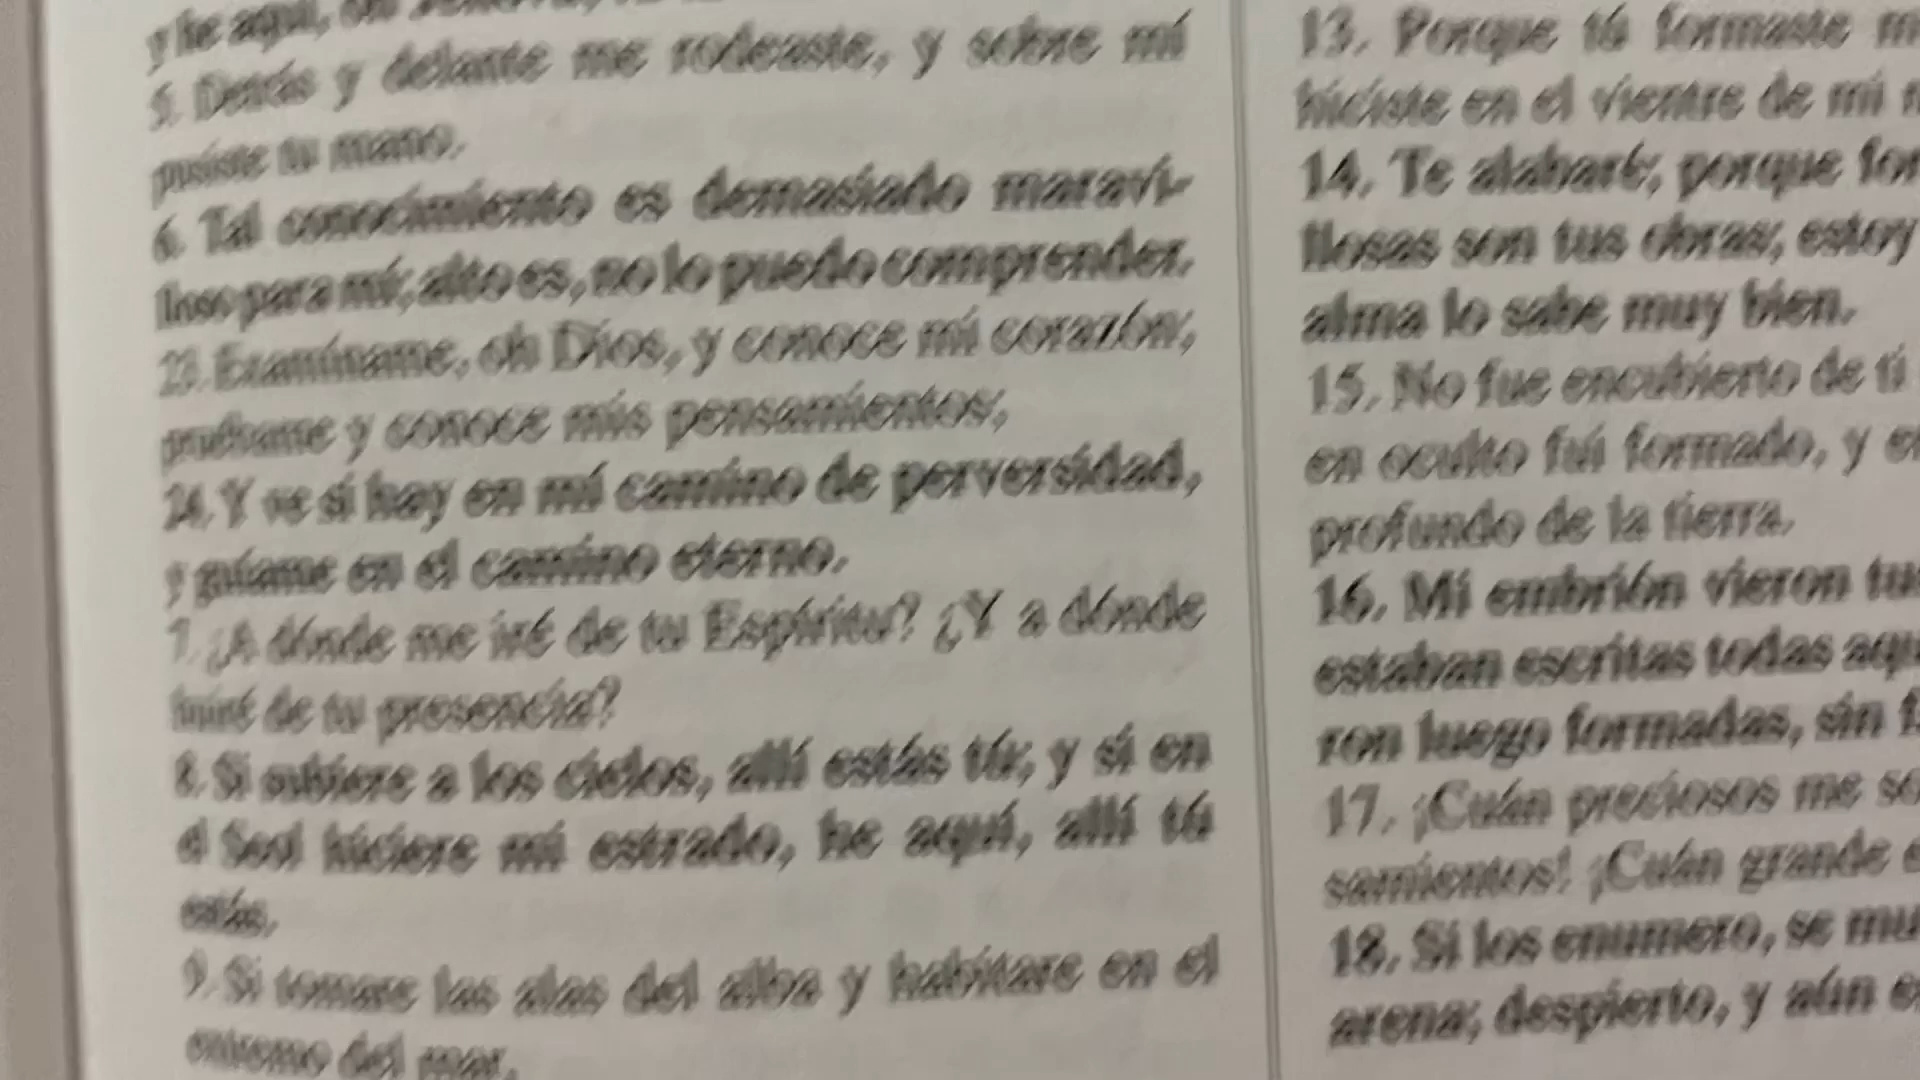 y he aquí, oh
5. Detrás y delante me rodeaste, y sobre mí
pusiste tu mano.
6. Tal conocimiento es demasiado maravi-
lloso para mí; alto es, no lo puedo comprender.
23. Examíname, oh Dios, y conoce mi corazón;
pruébame y conoce mis pensamientos;
24. Y ve si hay en mí camino de perversidad,
y guíame en el camino eterno.
7. ¿A dónde me iré de tu Espíritu? ¿Y a dónde
huiré de tu presencia?
8. Si subiere a los cielos, allí estás tú; y si en
el Seol hiciere mi estrado, he aquí, allí tú
estás.
9. Si tomare las alas del alba y habitare en el
extremo del mar,
13. Porque tú formaste
hiciste en el vientre de mi
14. Te alabaré; porque
llosas son tus obras; estoy
alma lo sabe muy bien.
15. No fue encubierto de ti
en oculto fui formado, y
profundo de la tierra.
16. Mi embrión vieron
estaban escritas todas
ron luego formadas, sin
17. ¡Cuán preciosos me
samientos! ¡Cuán grande
18. Si los enumero, se
arena; despierto, y aún